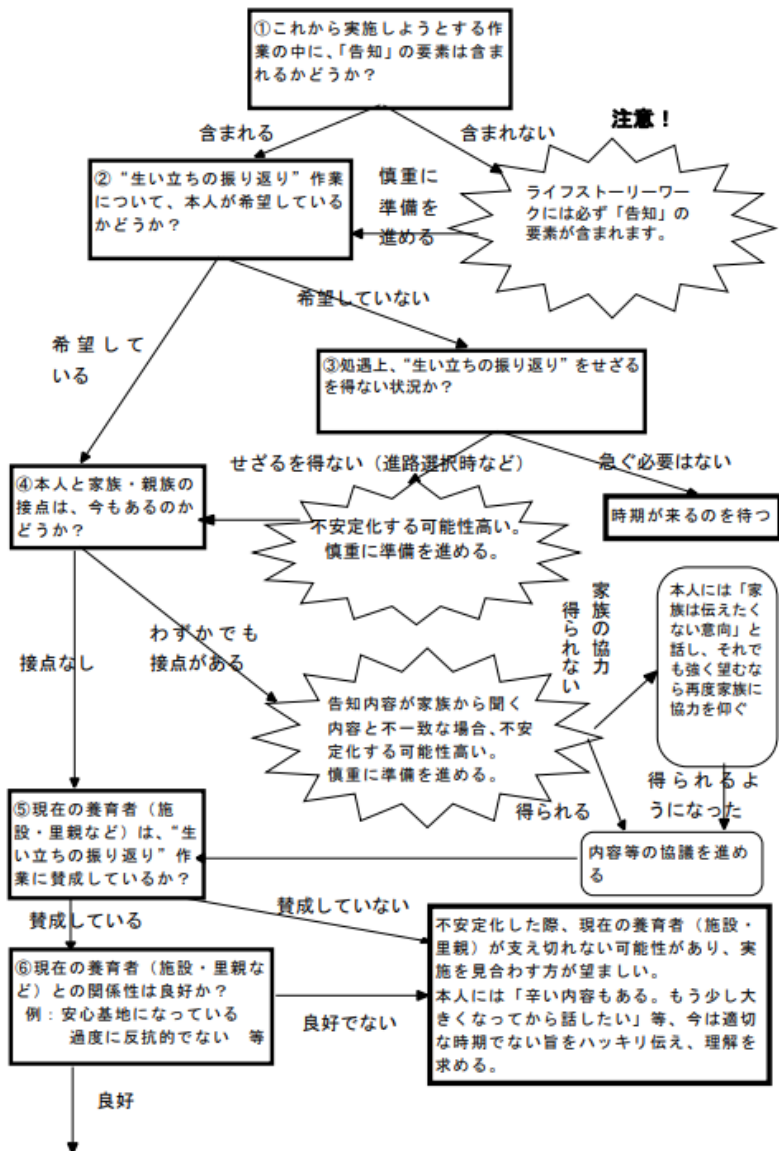 ①これから実施しようとする作
業の中に、「告知」の要素は含ま
れるかどうか？
注意！
含まれる
含まれない
②“生い立ちの振り返り”作業
について、本人が希望しているか
どうか？
慎重に
準備を
進める
ライフストーリーワー
クには必ず「告知」の
要素が含まれます。
希望していない
希望して
いる
③処遇上、“生い立ちの振り返り”をせざる
を得ない状況か？
せざるを得ない（進路選択時など）
急ぐ必要はない
④本人と家族・親族の
接点は、今もあるのか
どうか？
不安定化する可能性高い。
慎重に準備を進める。
時期が来るのを待つ
接点なし
わずかでも
接点がある
家族の協力
得られない
本人には「家
族は伝えたく
ない意向」と
話し、それで
も強く望むな
ら再度家族に
協力を仰ぐ
告知内容が家族から聞く
内容と不一致な場合、不安
定化する可能性高い。
慎重に準備を進める。
得られる
得られるよ
うになった
⑤現在の養育者（施
設・里親など）は、“生
い立ちの振り返り”作
業に賛成しているか？
内容等の協議を進め
る
賛成している
賛成していない
不安定化した際、現在の養育者（施設・
里親）が支え切れない可能性があり、実
施を見合わす方が望ましい。
本人には「辛い内容もある。もう少し大
きくなってから話したい」等、今は適切
な時期でない旨をハッキリ伝え、理解を
求める。
⑥現在の養育者（施設・里親な
ど）との関係性は良好か？
例：安心基地になっている
過度に反抗的でない　等
良好でない
良好